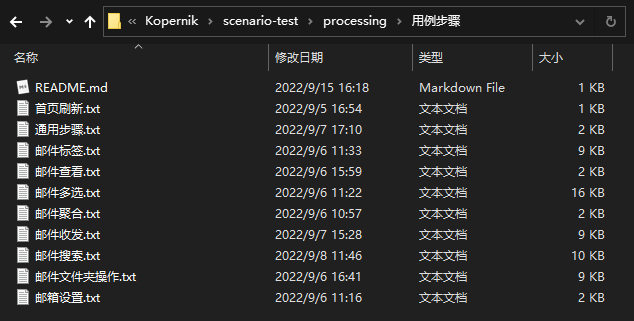 « Kopernik › scenario-test › processing › 用例步骤
名称 修改日期 类型 大小
README.md 2022/9/15 16:18 Markdown File 1 KB
首页刷新.txt 2022/9/5 16:54 文本文档 1 KB
通用步骤.txt 2022/9/7 17:10 文本文档 2 KB
邮件标签.txt 2022/9/6 11:33 文本文档 9 KB
邮件查看.txt 2022/9/6 15:59 文本文档 2 KB
邮件多选.txt 2022/9/6 11:22 文本文档 16 KB
邮件聚合.txt 2022/9/6 10:57 文本文档 2 KB
邮件收发.txt 2022/9/7 15:28 文本文档 9 KB
邮件搜索.txt 2022/9/8 11:46 文本文档 10 KB
邮件文件夹操作.txt 2022/9/6 16:41 文本文档 9 KB
邮箱设置.txt 2022/9/6 11:16 文本文档 2 KB